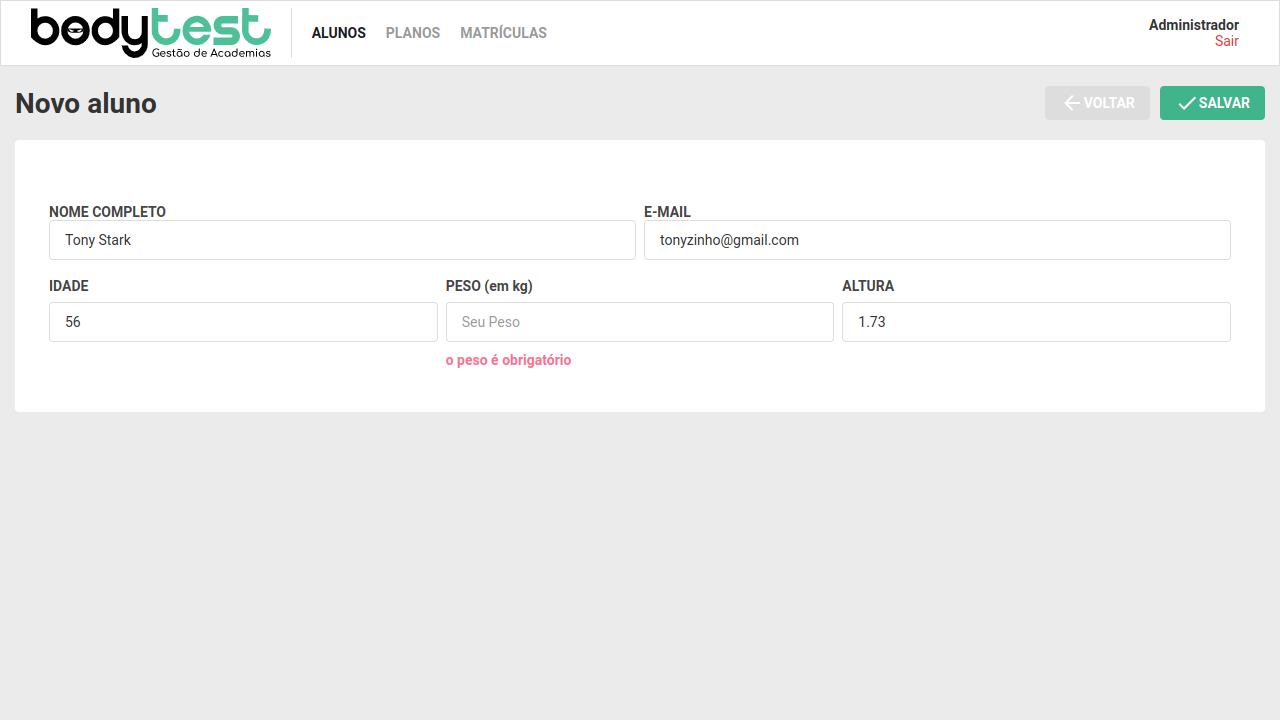 bodytest
Gestão de Academias
ALUNOS PLANOS MATRÍCULAS
Administrador
Sair
Novo aluno
VOLTAR SALVAR
NOME COMPLETO E-MAIL
Tony Stark tonyzinho@gmail.com
IDADE PESO (em kg) ALTURA
56 Seu Peso 1.73
o peso é obrigatório